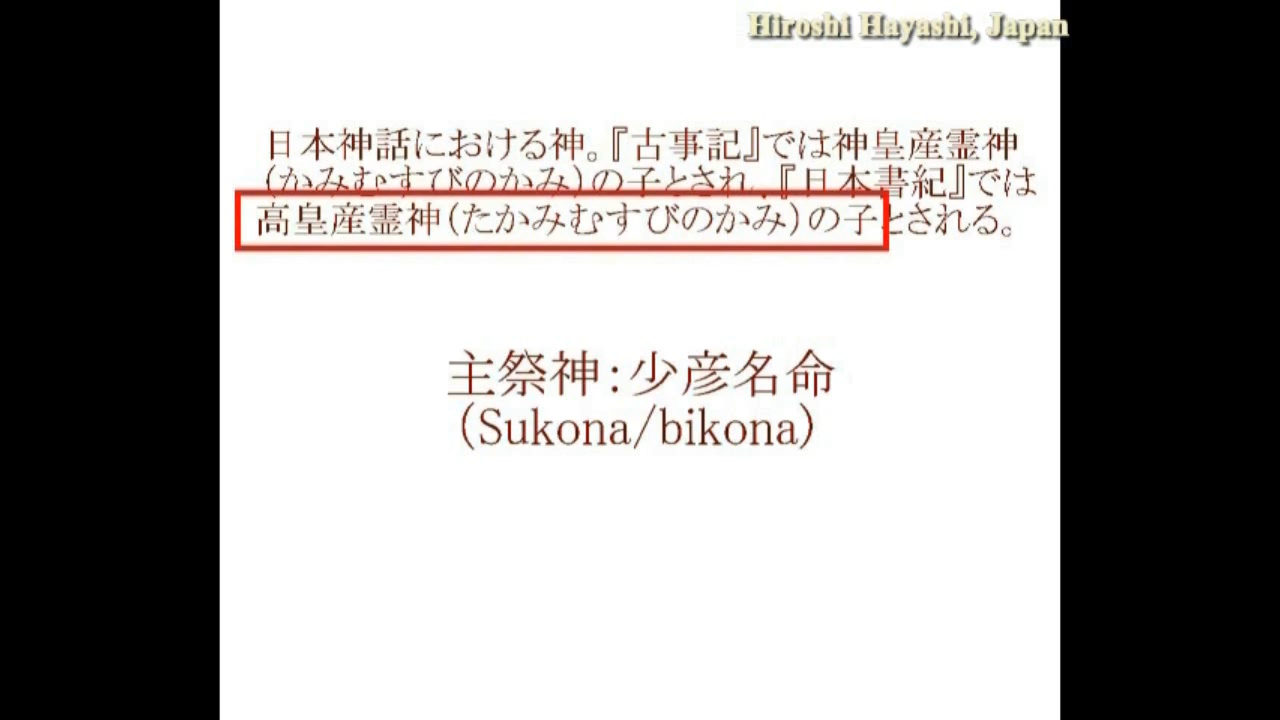 Hiroshi Hayashi, Japan
日本神話における神。『古事記』では神皇産霊神
(かみむすびのかみ)の子とされ、『日本書紀』では
高皇産霊神(たかみむすびのかみ)の子とされる。
主祭神:少彦名命
(Sukona/bikona)